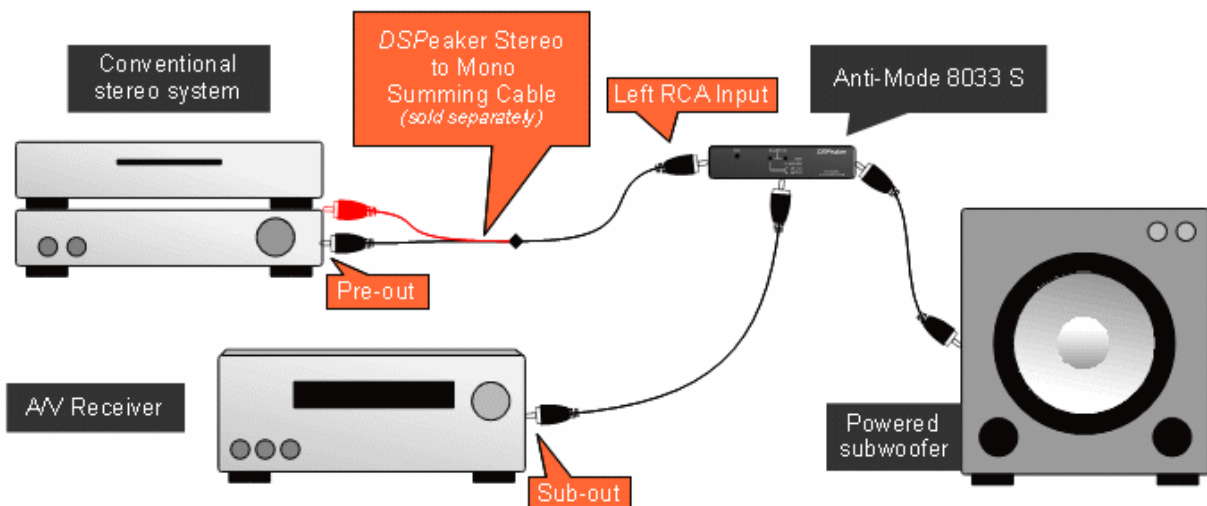 Conventional
stereo system
DSPeaker Stereo
to Mono
Summing Cable
(sold separately)
Left RCA Input
Anti-Mode 8033 S
DSPeaker
Pre-out
A/V Receiver
Sub-out
Powered
subwoofer